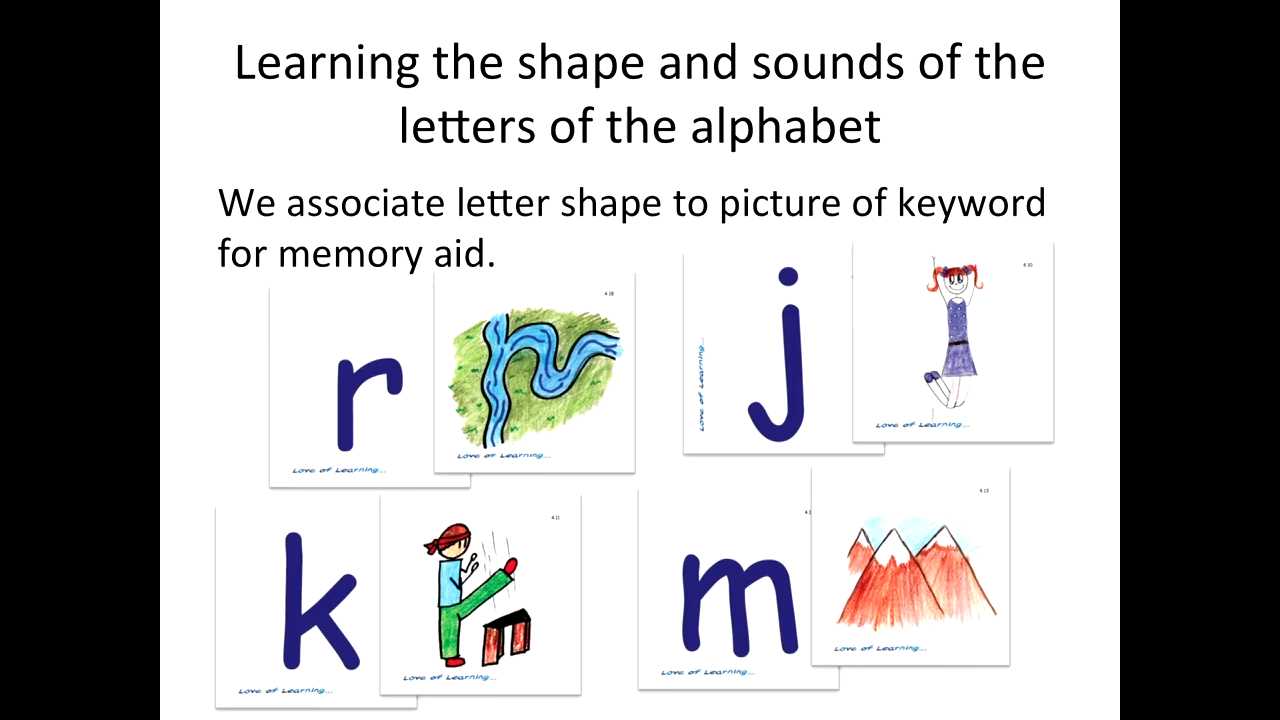 Learning the shape and sounds of the
letters of the alphabet
We associate letter shape to picture of keyword
for memory aid.
r
Love of Learning...
4.18
Love of Learning...
j
Love of Learning...
4.10
Love of Learning...
k
Love of Learning...
4.11
Love of Learning...
m
Love of Learning...
4.13
Love of Learning...